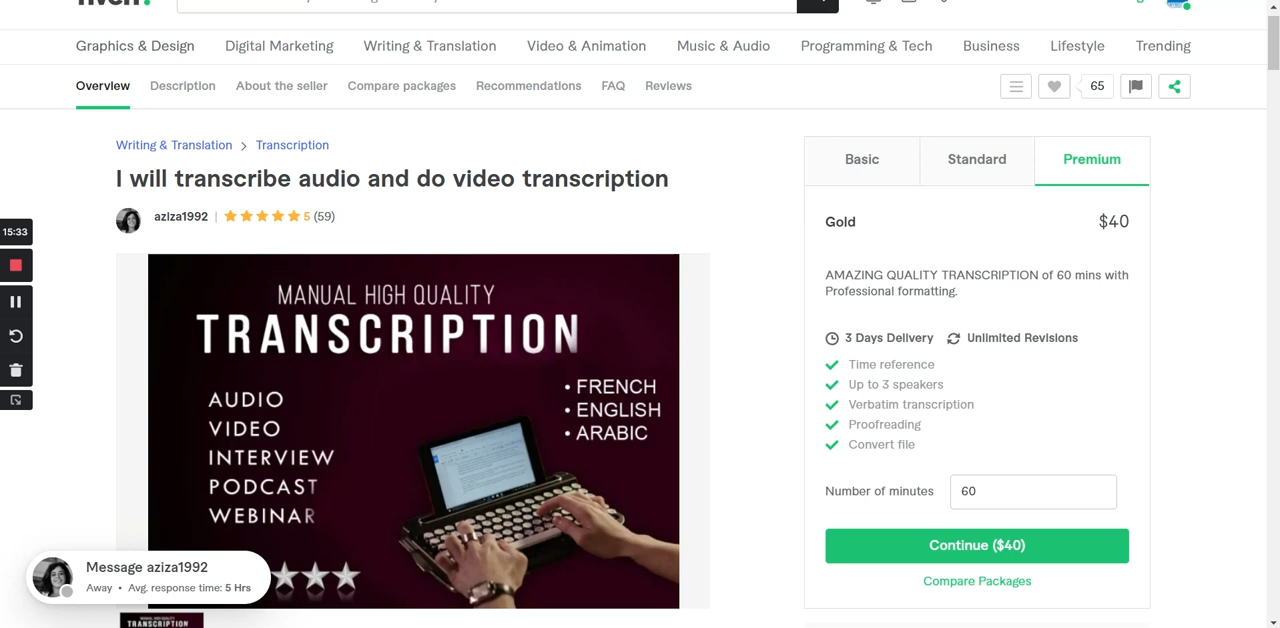 Graphics & Design Digital Marketing Writing & Translation Video & Animation Music & Audio Programming & Tech Business Lifestyle Trending
Overview Description About the seller Compare packages Recommendations FAQ Reviews 65
Writing & Translation > Transcription
I will transcribe audio and do video transcription
aziza1992 | 5 (59)
MANUAL HIGH QUALITY
TRANSCRIPTION
• FRENCH
• ENGLISH
• ARABIC
AUDIO
VIDEO
INTERVIEW
PODCAST
WEBINAR
15:33
Message aziza1992
Away • Avg. response time: 5 Hrs
MANUAL HIGH QUALITY
TRANSCRIPTION
Basic Standard Premium
Gold $40
AMAZING QUALITY TRANSCRIPTION of 60 mins with
Professional formatting.
3 Days Delivery Unlimited Revisions
Time reference
Up to 3 speakers
Verbatim transcription
Proofreading
Convert file
Number of minutes 60
Continue ($40)
Compare Packages